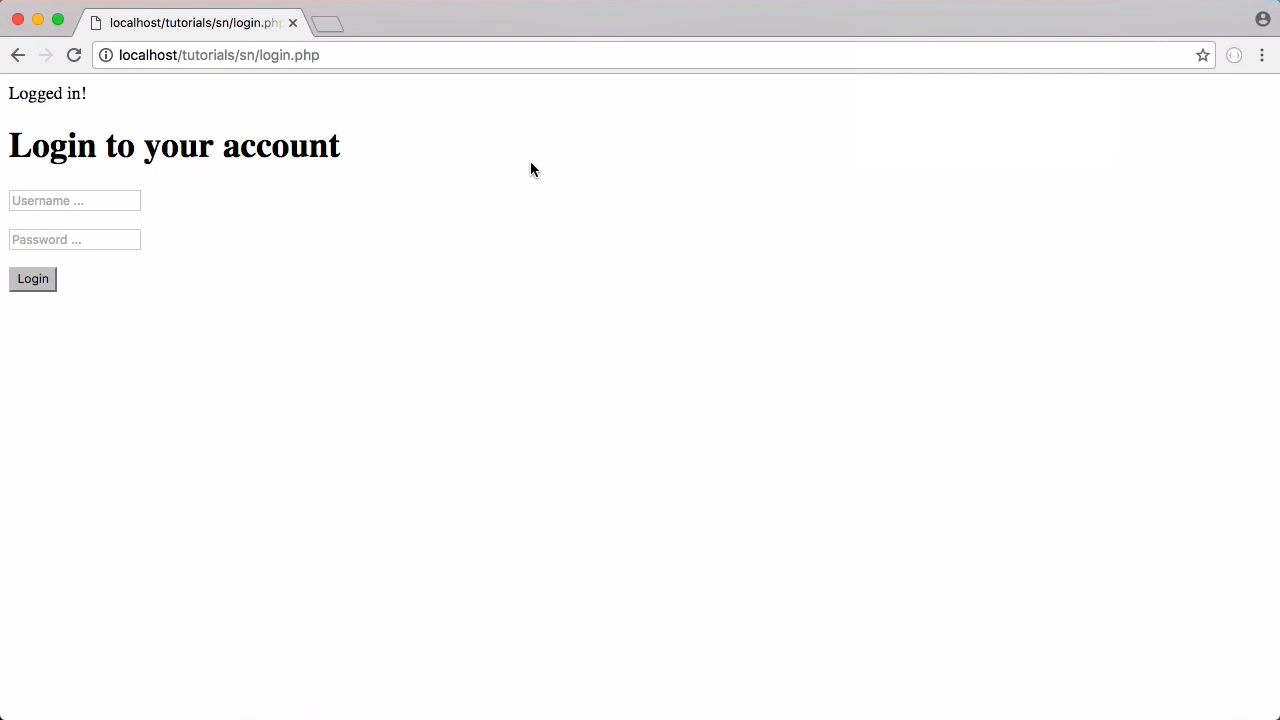 localhost/tutorials/sn/login.php
localhost/tutorials/sn/login.php
Logged in!
Login to your account
Username ...
Password ...
Login